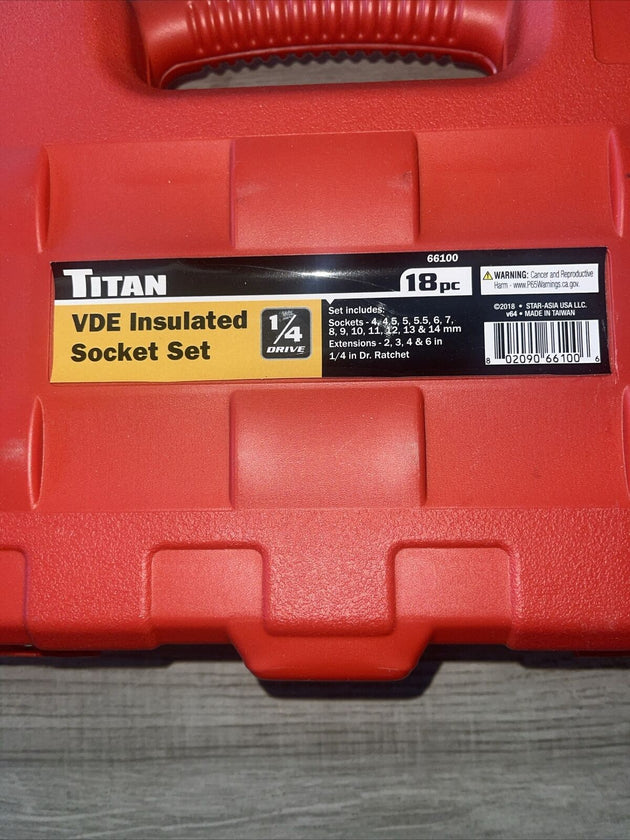 66100
TITAN
18 pc
WARNING: Cancer and Reproductive
Harm - www.P65Warnings.ca.gov.
VDE Insulated
Socket Set
1/4
DRIVE
Set includes:
Sockets - 4, 4.5, 5, 5.5, 6, 7,
8, 9, 10, 11, 12, 13 & 14 mm
Extensions - 2, 3, 4 & 6 in
1/4 in Dr. Ratchet
©2018 • STAR-ASIA USA LLC.
v64 • MADE IN TAIWAN
8 02090 66100 6